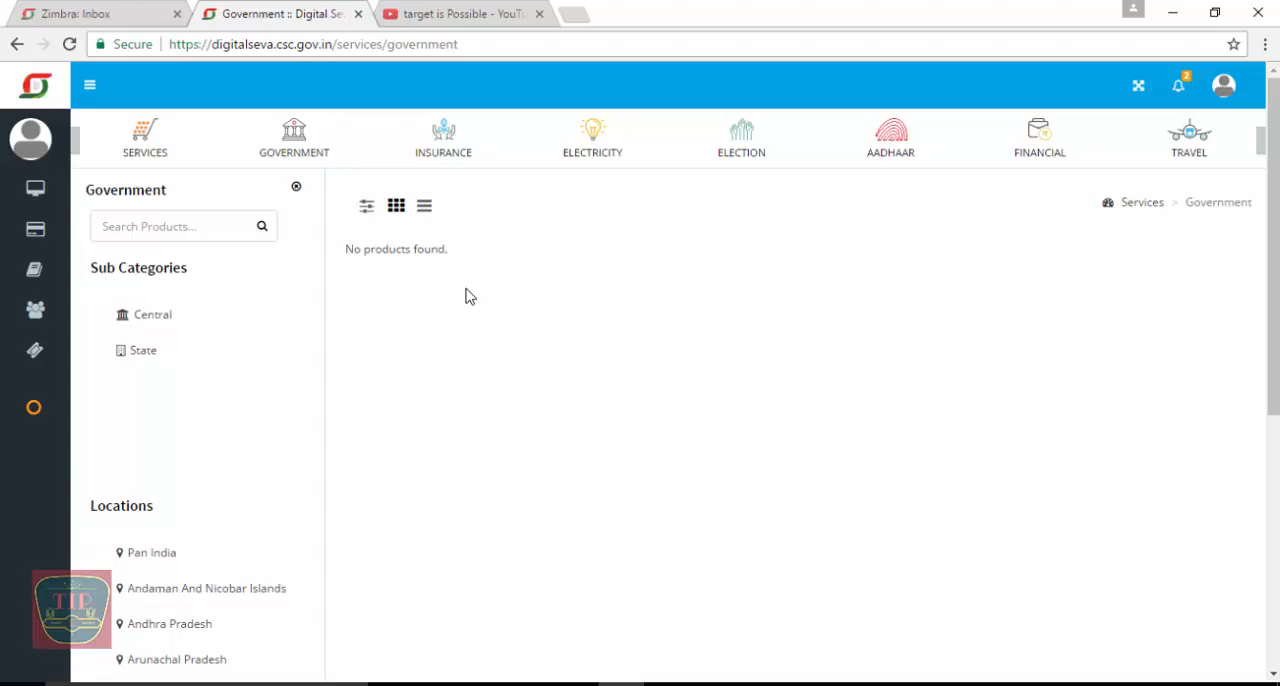 Zimbra: Inbox
Government :: Digital Se
target is Possible - YouTu
Secure
https://digitalseva.csc.gov.in/services/government
2
SERVICES
GOVERNMENT
INSURANCE
ELECTRICITY
ELECTION
AADHAAR
FINANCIAL
TRAVEL
Government
Search Products...
Services > Government
No products found.
Sub Categories
Central
State
Locations
Pan India
Andaman And Nicobar Islands
Andhra Pradesh
Arunachal Pradesh
TIP